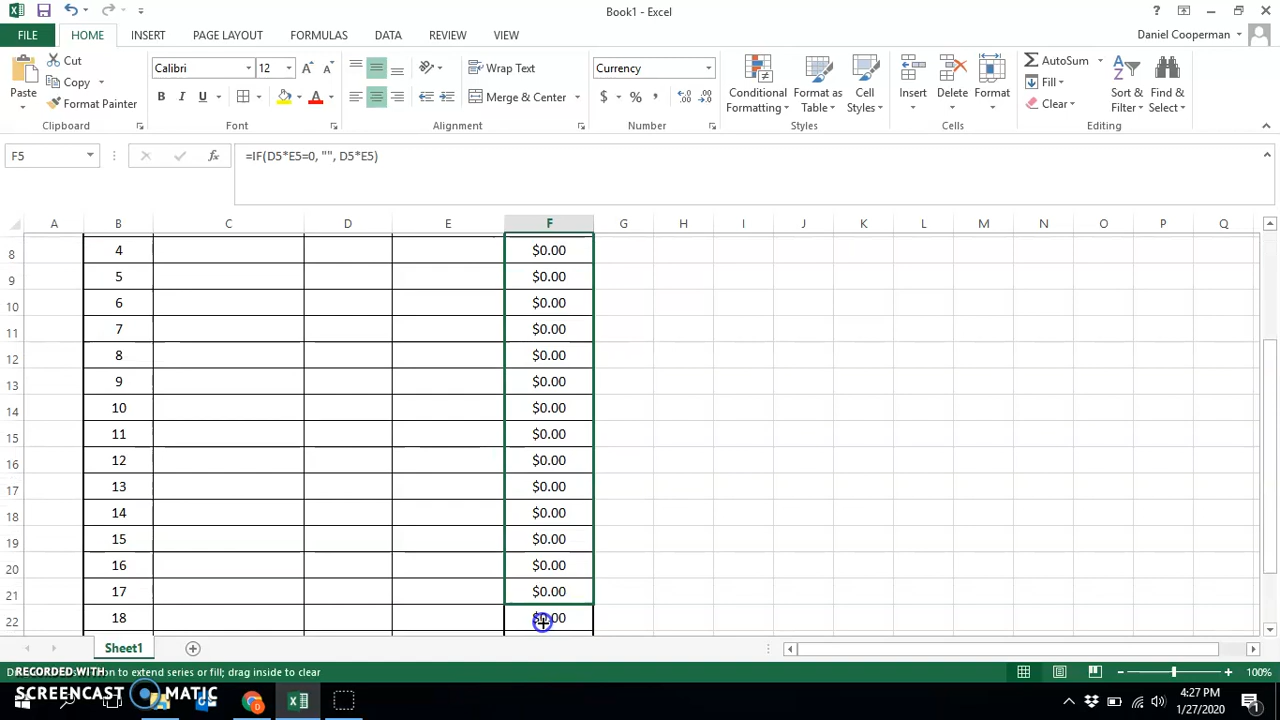 Book1 - Excel
FILE HOME INSERT PAGE LAYOUT FORMULAS DATA REVIEW VIEW Daniel Cooperman
Cut
Copy
Format Painter
Paste
Clipboard
Calibri 12
B I U
Font
Wrap Text
Merge & Center
Alignment
Currency
$ % ,
Number
Conditional Formatting
Format as Table
Cell Styles
Styles
Insert Delete Format
Cells
AutoSum
Fill
Clear
Sort & Filter
Find & Select
Editing
F5 =IF(D5*E5=0, "", D5*E5)
A B C D E F G H I J K L M N O P Q
8 4 $0.00
9 5 $0.00
10 6 $0.00
11 7 $0.00
12 8 $0.00
13 9 $0.00
14 10 $0.00
15 11 $0.00
16 12 $0.00
17 13 $0.00
18 14 $0.00
19 15 $0.00
20 16 $0.00
21 17 $0.00
22 18 $0.00
Sheet1
RECORDED WITH
on to extend series or fill; drag inside to clear
100%
SCREENCAST MATIC
4:27 PM
1/27/2020